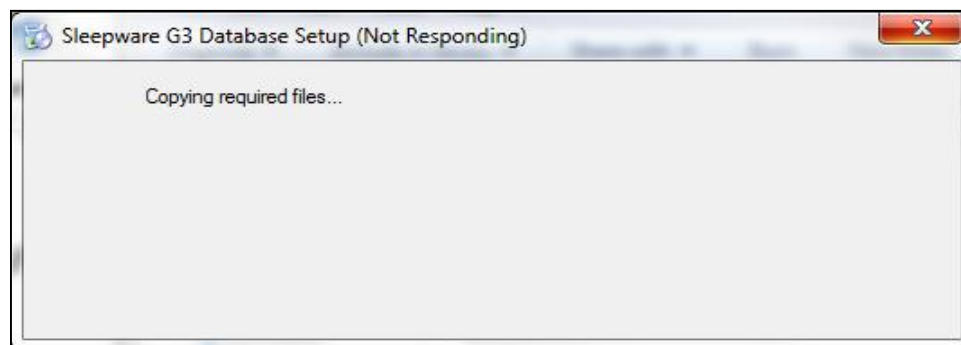 Sleepware G3 Database Setup (Not Responding)
Copying required files...